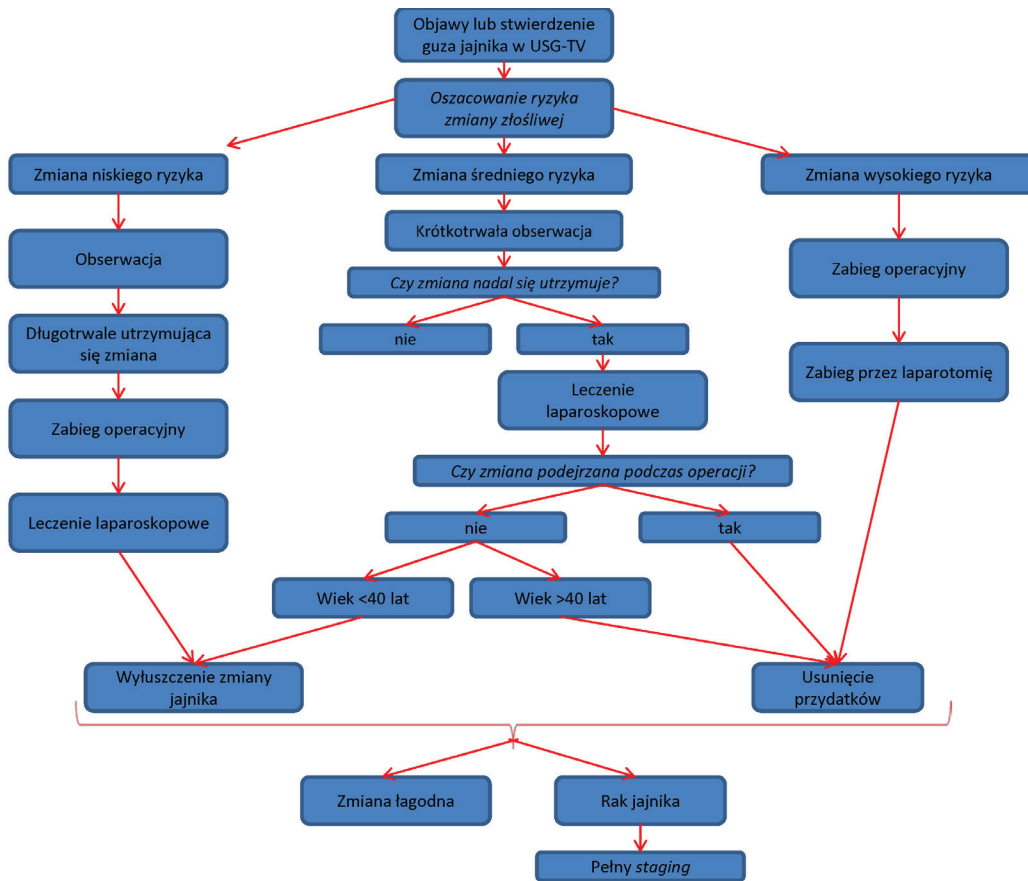 Objawy lub stwierdzenie
guza jajnika w USG-TV
Oszacowanie ryzyka
zmiany złośliwej
Zmiana niskiego ryzyka
Zmiana średniego ryzyka
Zmiana wysokiego ryzyka
Krótkotrwała obserwacja
Obserwacja
Zabieg operacyjny
Czy zmiana nadal się utrzymuje?
Długotrwale utrzymująca
się zmiana
nie
tak
Zabieg przez laparotomię
Leczenie
laparoskopowe
Zabieg operacyjny
Czy zmiana podejrzana podczas operacji?
Leczenie laparoskopowe
nie
tak
Wiek <40 lat
Wiek >40 lat
Wyłuszczenie zmiany
jajnika
Usunięcie
przydatków
Zmiana łagodna
Rak jajnika
Pełny staging